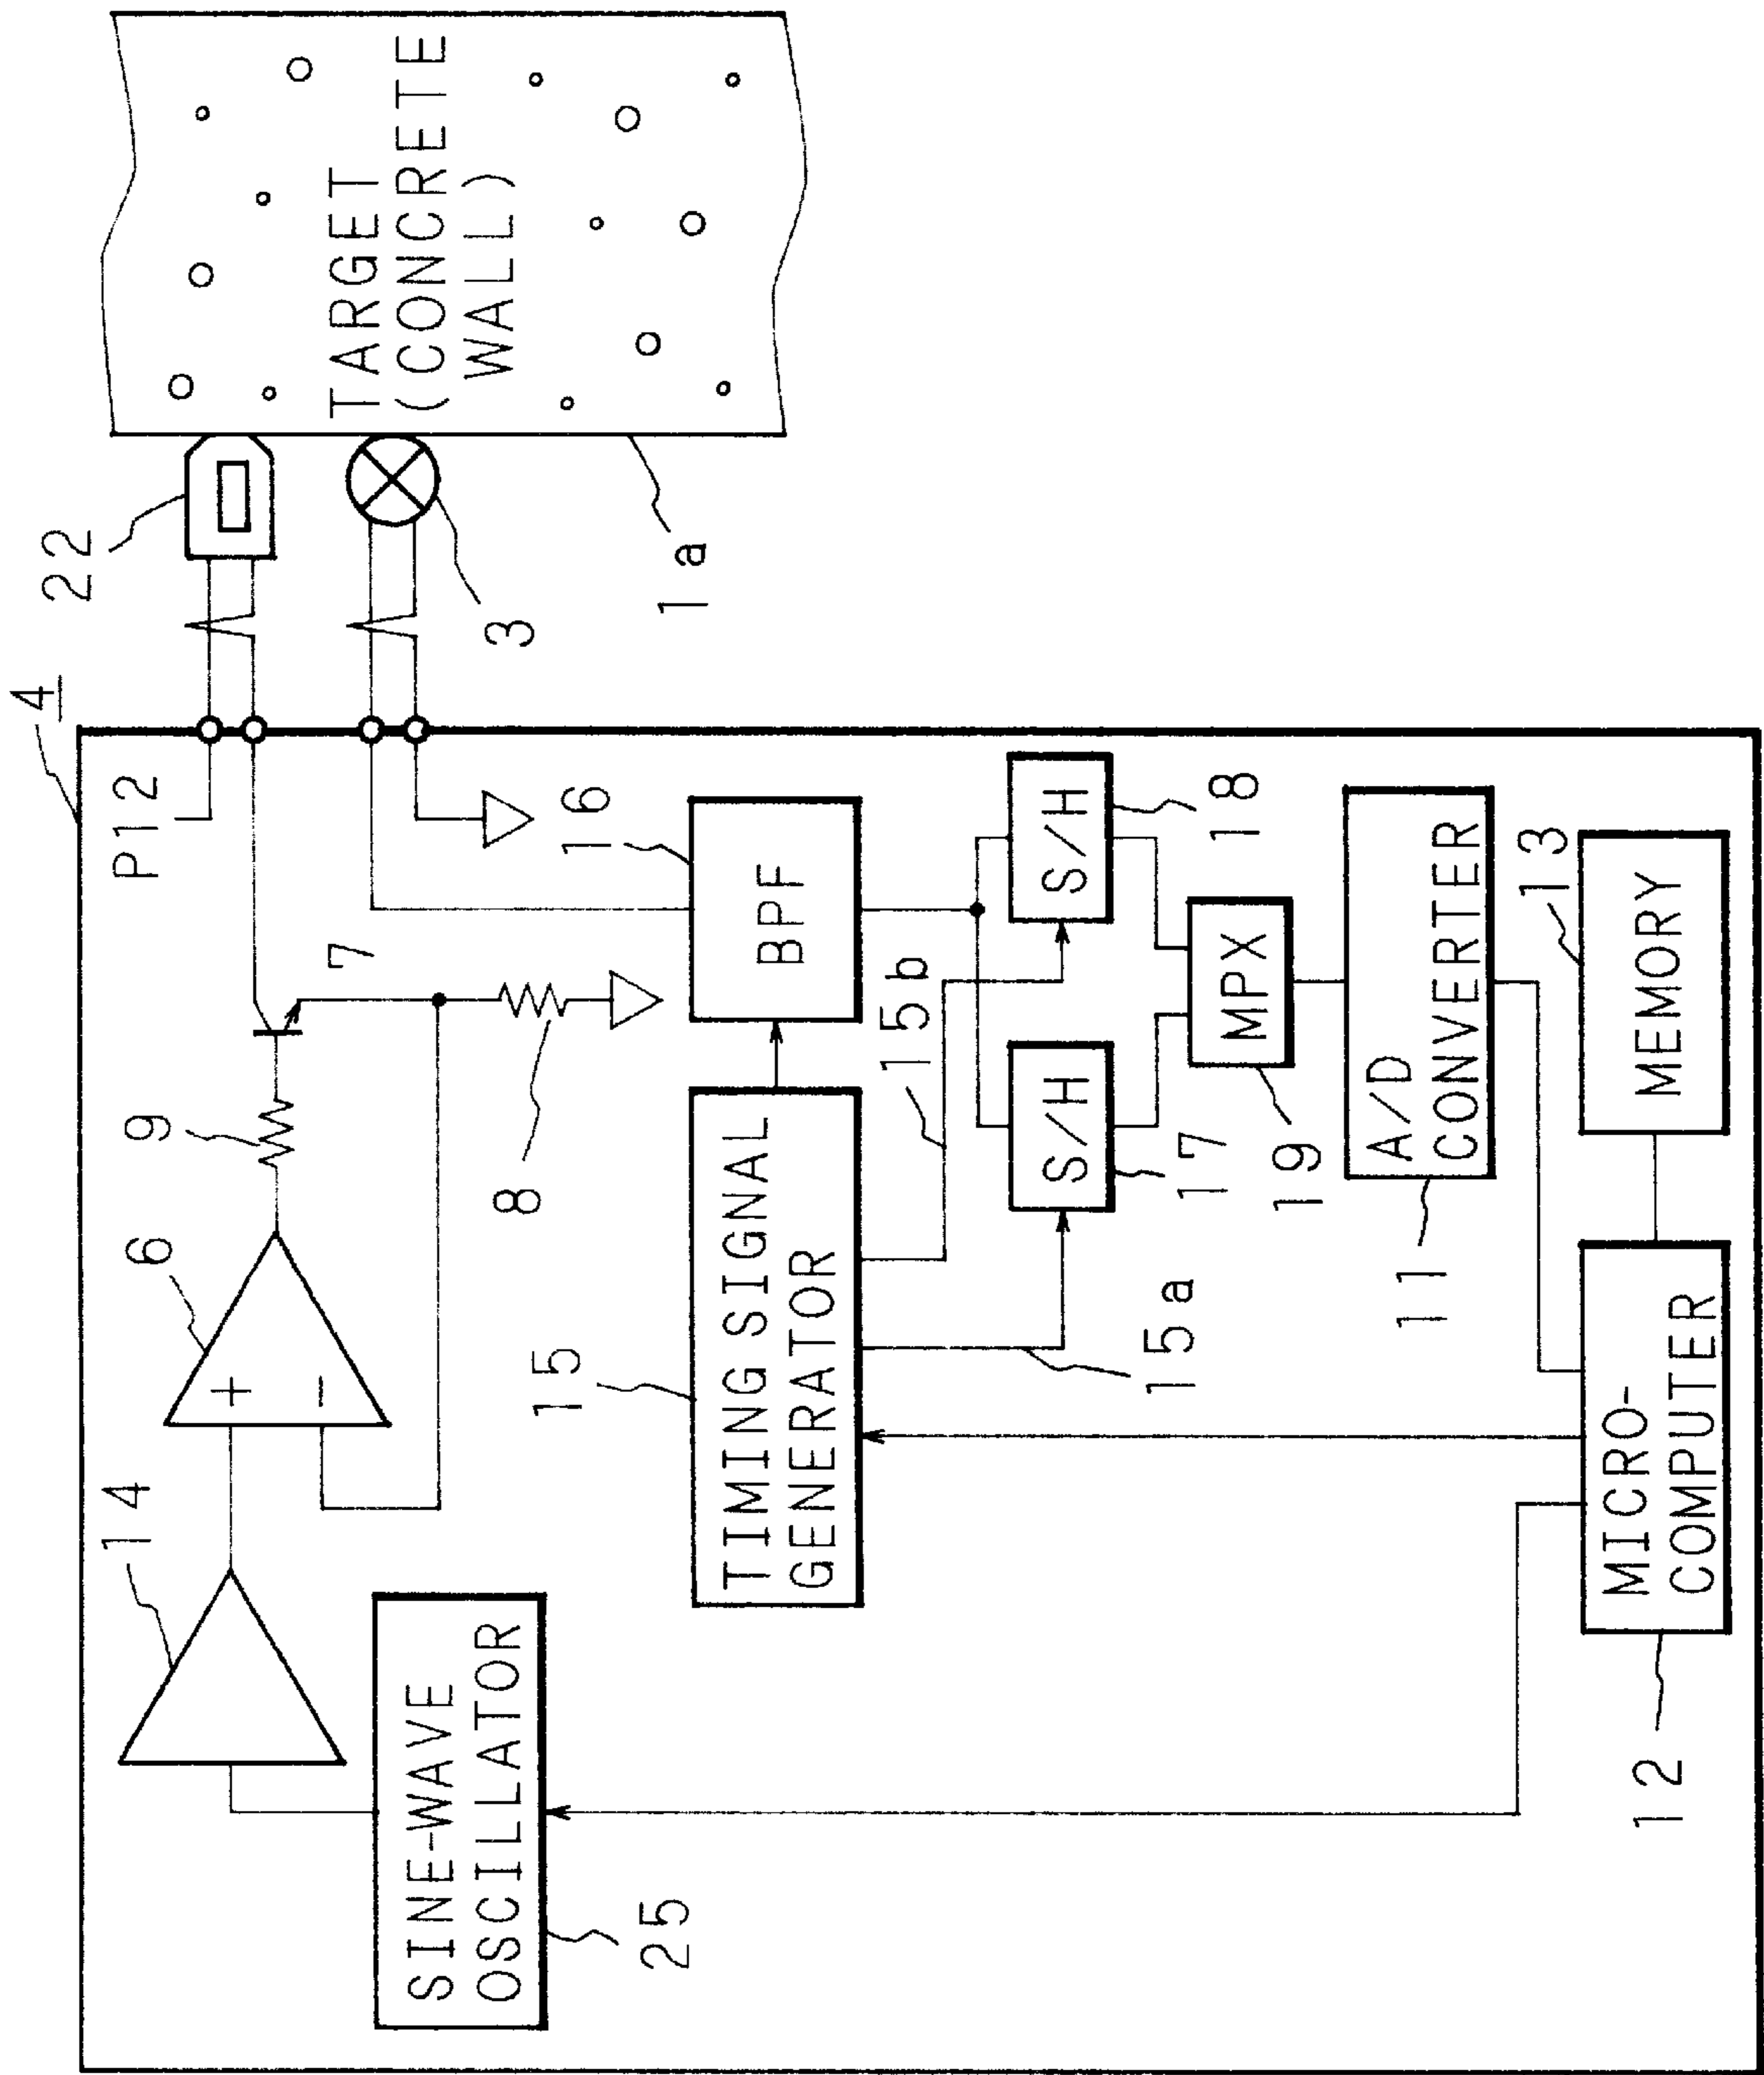 4
22
3
1a
TARGET
(CONCRETE
WALL)
P12
14
6
9
7
8
16
BPF
SINE-WAVE
OSCILLATOR
25
15
TIMING SIGNAL
GENERATOR
15a
15b
S/H
17
S/H
18
MPX
19
A/D
CONVERTER
11
MICRO-
COMPUTER
12
MEMORY
13
+
−